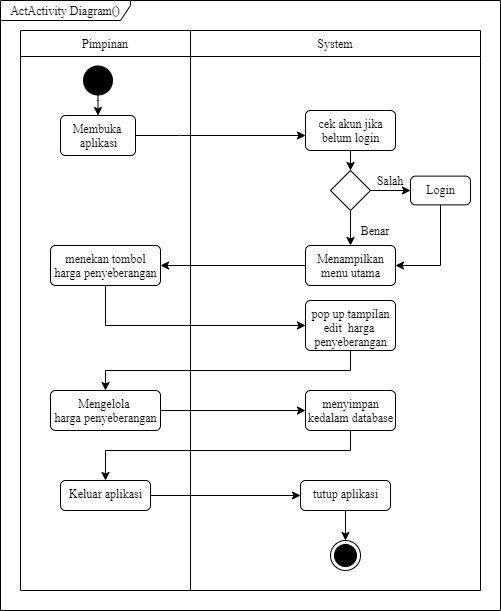 ActActivity Diagram()
Pimpinan
System
Membuka
aplikasi
cek akun jika
belum login
Salah
Login
Benar
menekan tombol
harga penyeberangan
Menampilkan
menu utama
pop up tampilan
edit harga
penyeberangan
Mengelola
harga penyeberangan
menyimpan
kedalam database
Keluar aplikasi
tutup aplikasi